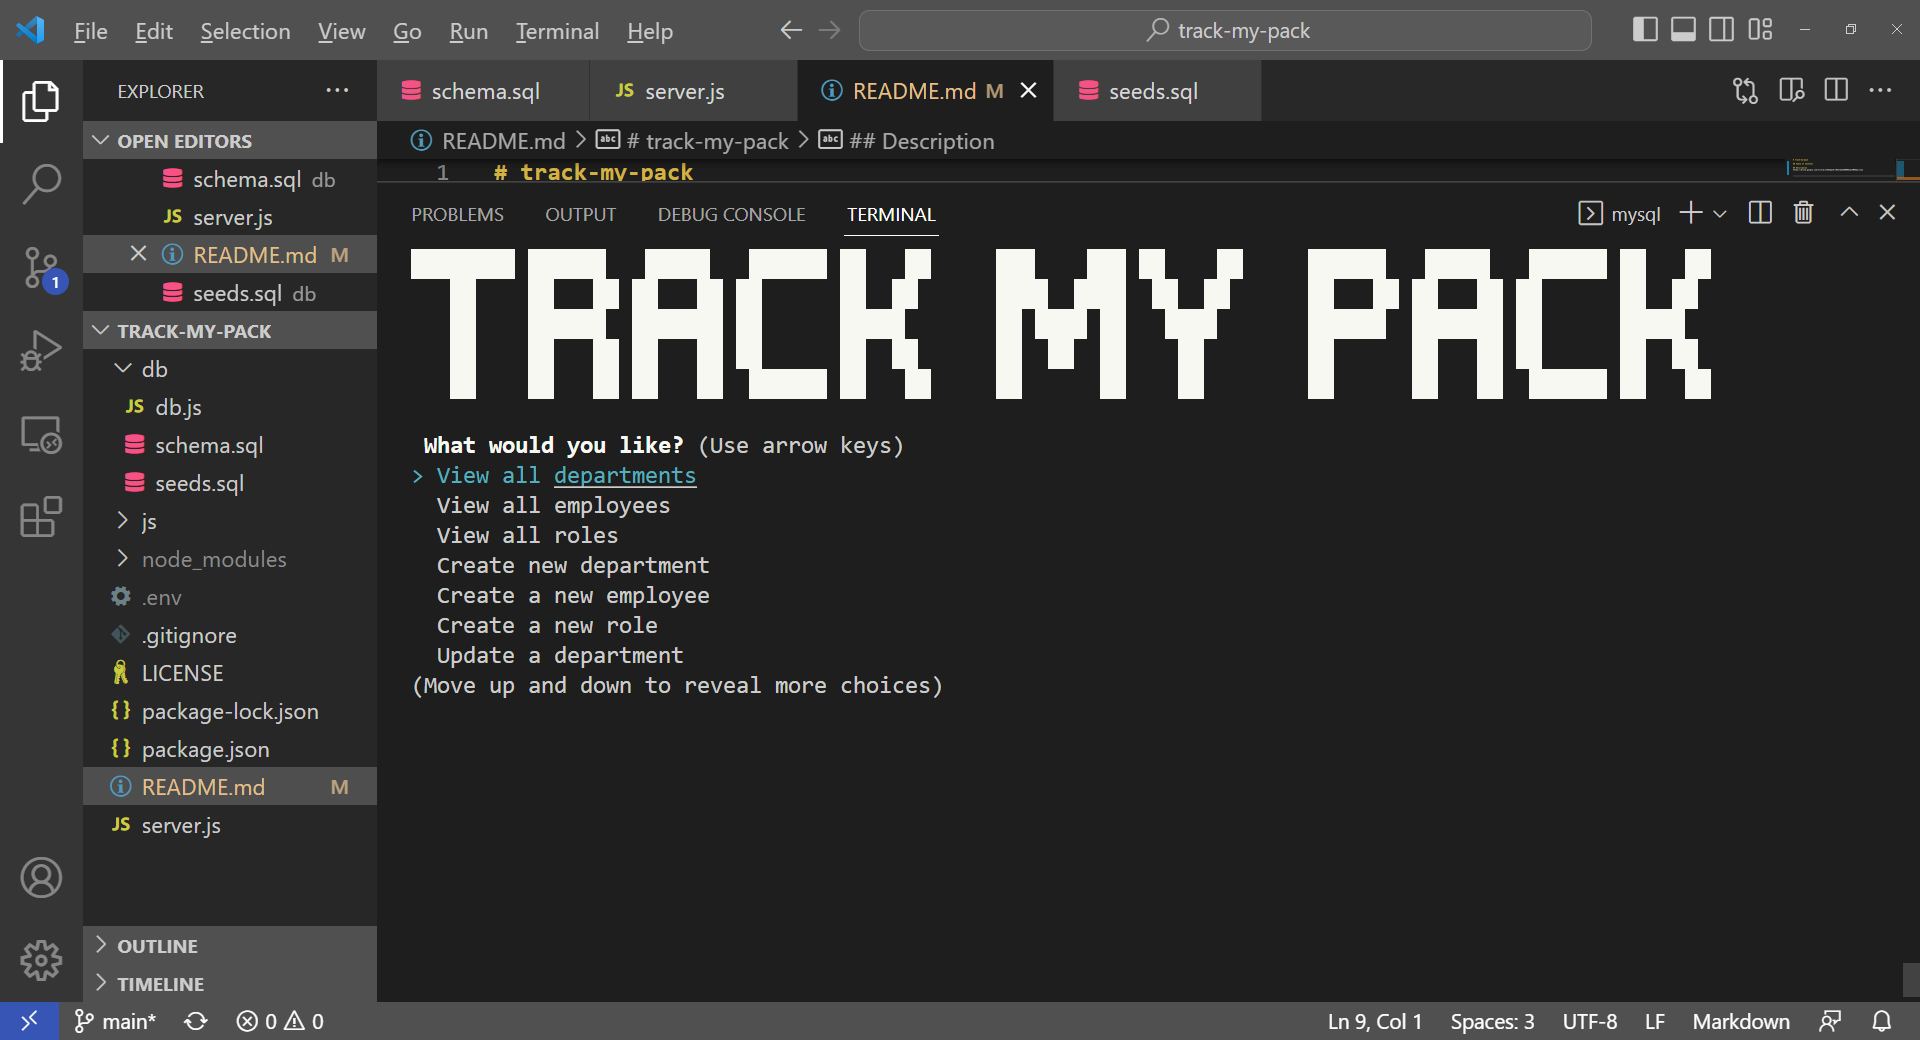 File Edit Selection View Go Run Terminal Help
track-my-pack
EXPLORER
OPEN EDITORS
schema.sql db
JS server.js
README.md M
seeds.sql db
TRACK-MY-PACK
db
JS db.js
schema.sql
seeds.sql
js
node_modules
.env
.gitignore
LICENSE
{} package-lock.json
{} package.json
README.md M
JS server.js
OUTLINE
TIMELINE
1
schema.sql
JS server.js
README.md M
seeds.sql
README.md > # track-my-pack > ## Description
1 # track-my-pack
PROBLEMS OUTPUT DEBUG CONSOLE TERMINAL
mysql
TRACK MY PACK
What would you like? (Use arrow keys)
> View all departments
View all employees
View all roles
Create new department
Create a new employee
Create a new role
Update a department
(Move up and down to reveal more choices)
main* 0 0
Ln 9, Col 1 Spaces: 3 UTF-8 LF Markdown